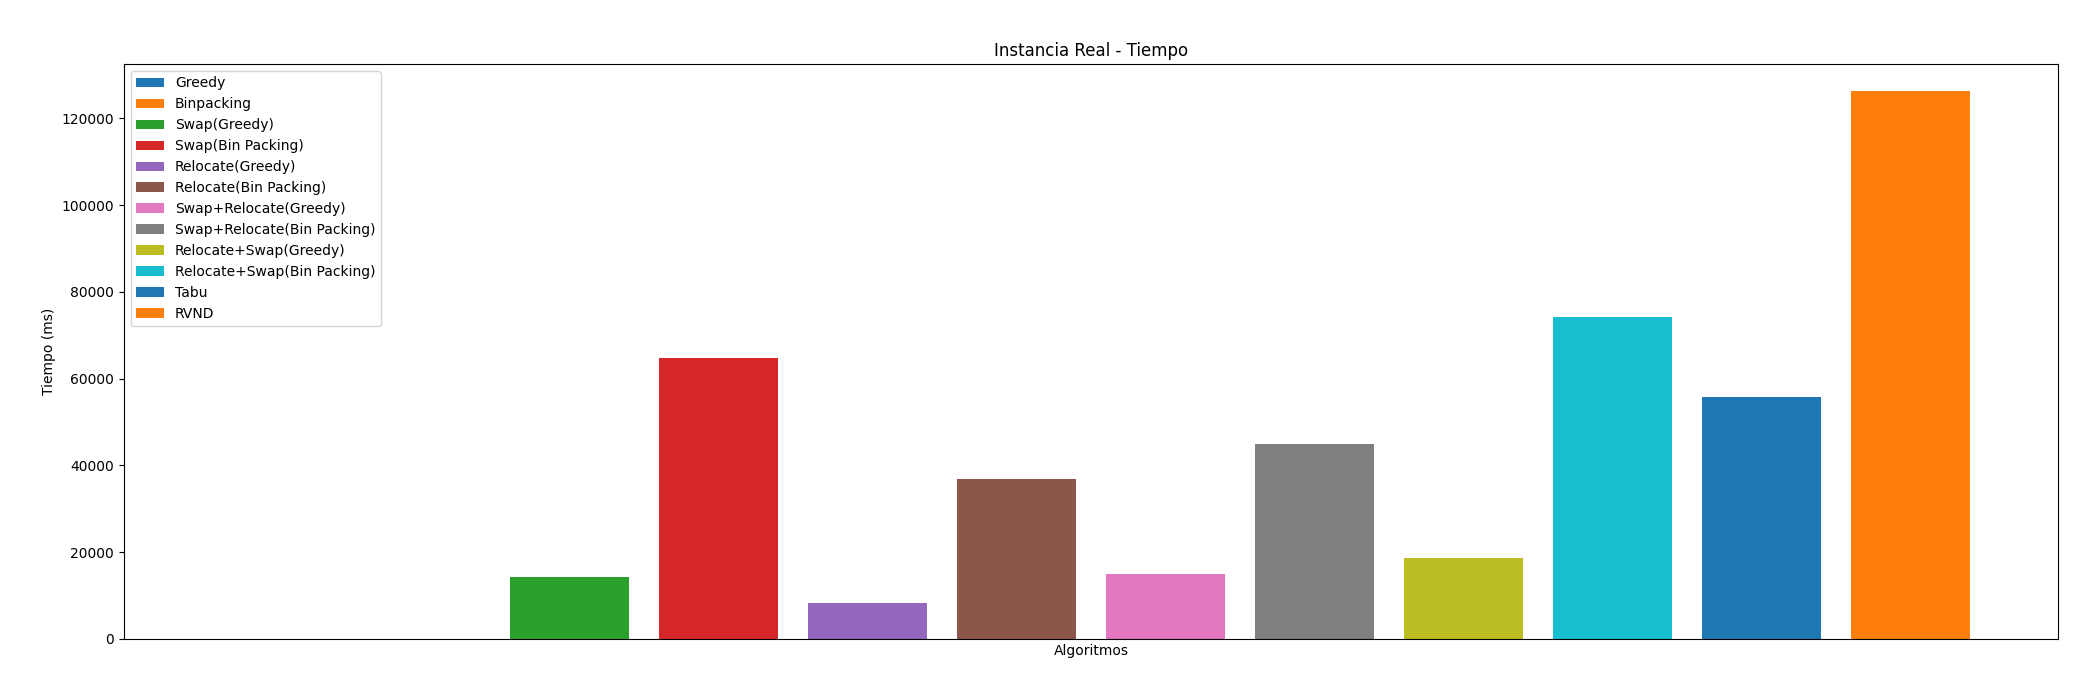 Instancia Real - Tiempo
Greedy
Binpacking
Swap(Greedy)
Swap(Bin Packing)
Relocate(Greedy)
Relocate(Bin Packing)
Swap+Relocate(Greedy)
Swap+Relocate(Bin Packing)
Relocate+Swap(Greedy)
Relocate+Swap(Bin Packing)
Tabu
RVND
Tiempo (ms)
120000
100000
80000
60000
40000
20000
0
Algoritmos